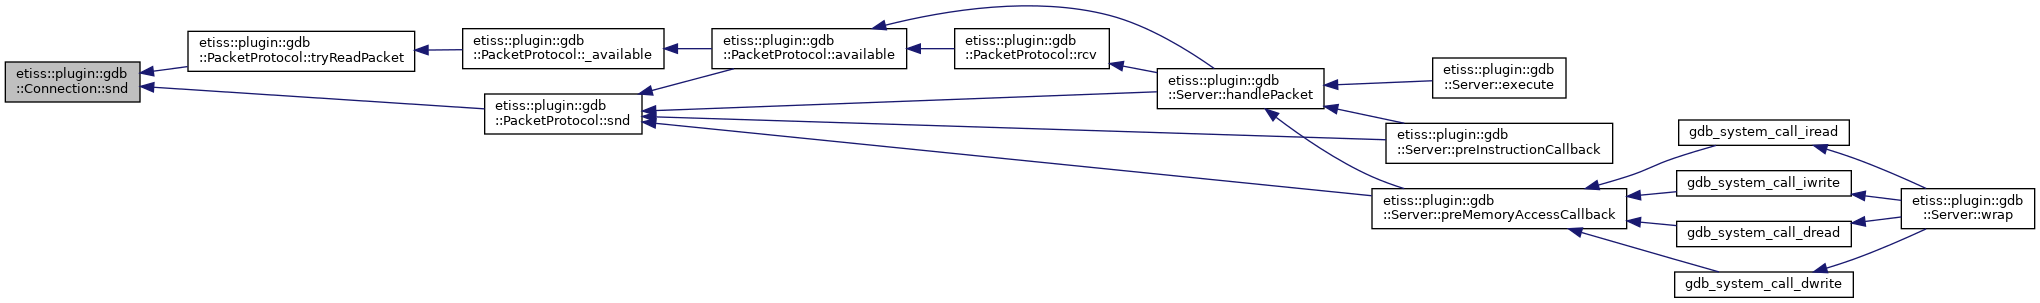 etiss::plugin::gdb
::Connection::snd
etiss::plugin::gdb
::PacketProtocol::tryReadPacket
etiss::plugin::gdb
::PacketProtocol::_available
etiss::plugin::gdb
::PacketProtocol::available
etiss::plugin::gdb
::PacketProtocol::rcv
etiss::plugin::gdb
::PacketProtocol::snd
etiss::plugin::gdb
::Server::handlePacket
etiss::plugin::gdb
::Server::execute
etiss::plugin::gdb
::Server::preInstructionCallback
etiss::plugin::gdb
::Server::preMemoryAccessCallback
gdb_system_call_iread
gdb_system_call_iwrite
gdb_system_call_dread
gdb_system_call_dwrite
etiss::plugin::gdb
::Server::wrap